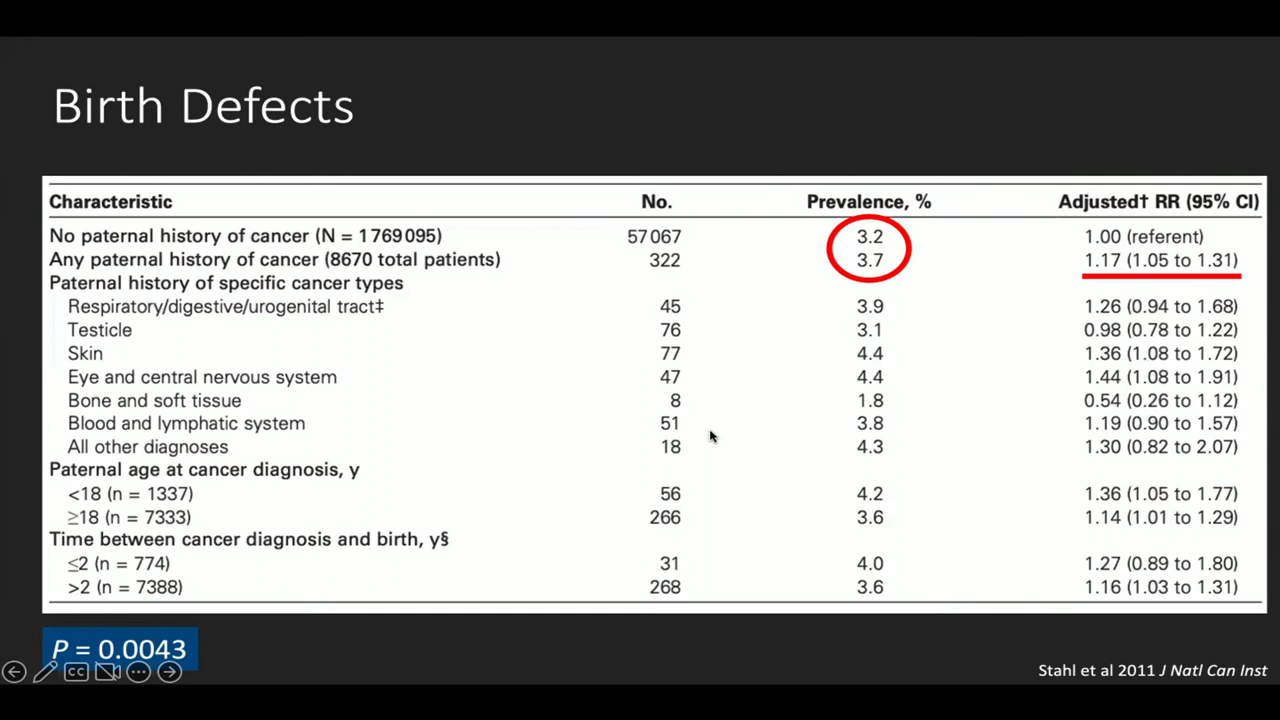 Birth Defects
Characteristic No. Prevalence, % Adjusted† RR (95% CI)
No paternal history of cancer (N = 1 769 095) 57 067 3.2 1.00 (referent)
Any paternal history of cancer (8670 total patients) 322 3.7 1.17 (1.05 to 1.31)
Paternal history of specific cancer types
Respiratory/digestive/urogenital tract‡ 45 3.9 1.26 (0.94 to 1.68)
Testicle 76 3.1 0.98 (0.78 to 1.22)
Skin 77 4.4 1.36 (1.08 to 1.72)
Eye and central nervous system 47 4.4 1.44 (1.08 to 1.91)
Bone and soft tissue 8 1.8 0.54 (0.26 to 1.12)
Blood and lymphatic system 51 3.8 1.19 (0.90 to 1.57)
All other diagnoses 18 4.3 1.30 (0.82 to 2.07)
Paternal age at cancer diagnosis, y
<18 (n = 1337) 56 4.2 1.36 (1.05 to 1.77)
≥18 (n = 7333) 266 3.6 1.14 (1.01 to 1.29)
Time between cancer diagnosis and birth, y§
≤2 (n = 774) 31 4.0 1.27 (0.89 to 1.80)
>2 (n = 7388) 268 3.6 1.16 (1.03 to 1.31)
P = 0.0043
CC
Stahl et al 2011 J Natl Can Inst